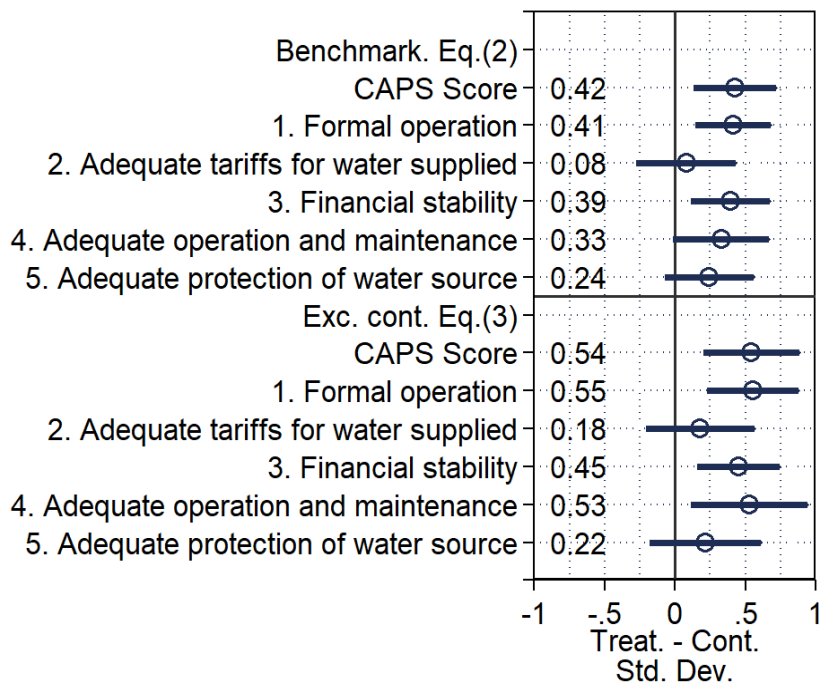 Benchmark. Eq.(2)
CAPS Score 0.42
1. Formal operation 0.41
2. Adequate tariffs for water supplied 0.08
3. Financial stability 0.39
4. Adequate operation and maintenance 0.33
5. Adequate protection of water source 0.24
Exc. cont. Eq.(3)
CAPS Score 0.54
1. Formal operation 0.55
2. Adequate tariffs for water supplied 0.18
3. Financial stability 0.45
4. Adequate operation and maintenance 0.53
5. Adequate protection of water source 0.22
-1 -.5 0 .5 1
Treat. - Cont.
Std. Dev.